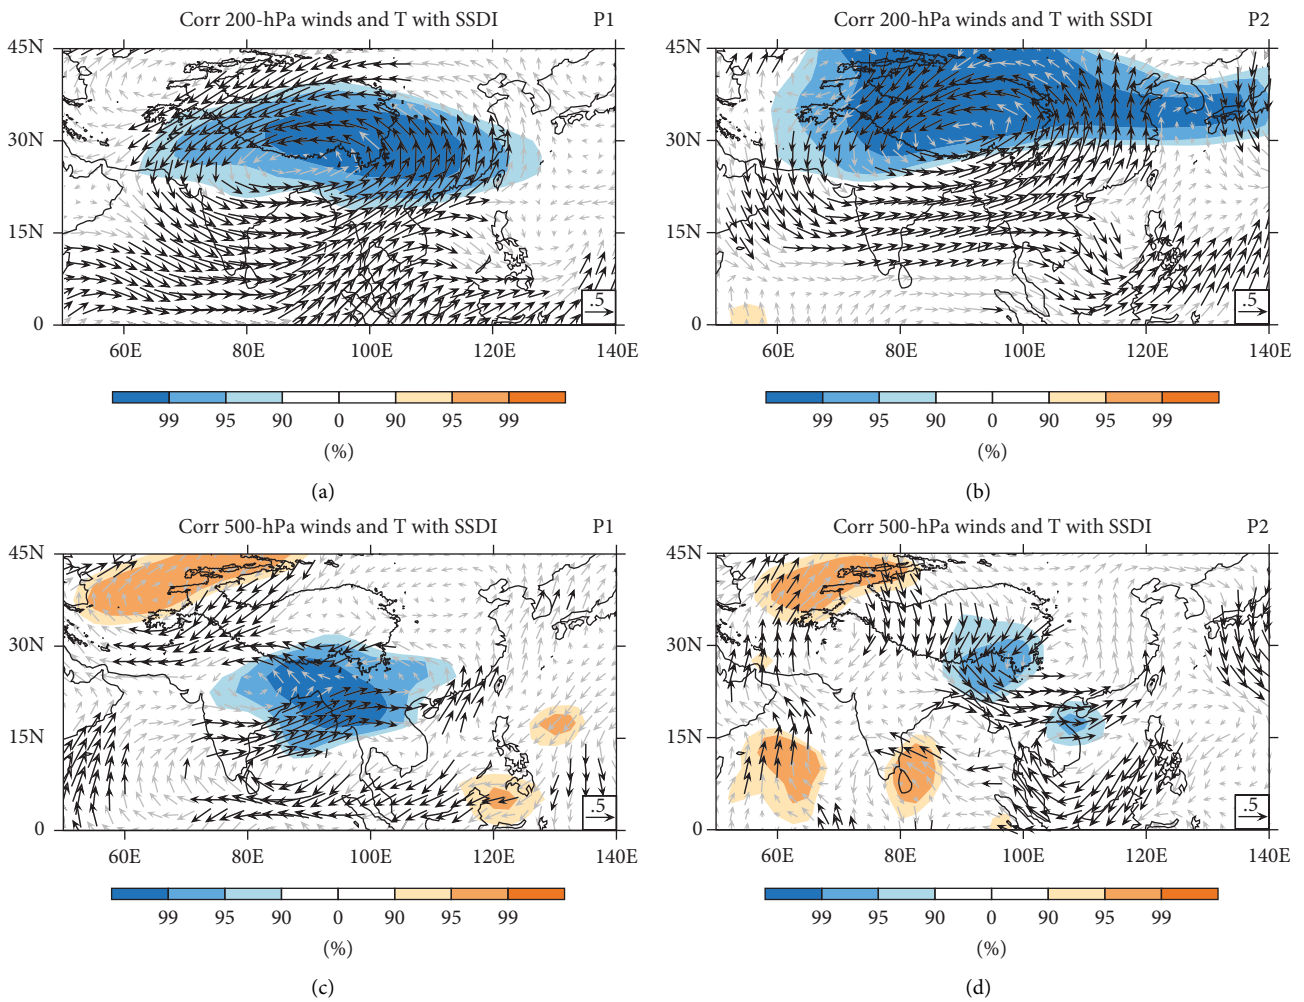 Corr 200-hPa winds and T with SSDI P1
45N
30N
15N
0
.5
60E 80E 100E 120E 140E
99 95 90 0 90 95 99
(%)
(a)
Corr 200-hPa winds and T with SSDI P2
45N
30N
15N
0
.5
60E 80E 100E 120E 140E
99 95 90 0 90 95 99
(%)
(b)
Corr 500-hPa winds and T with SSDI P1
45N
30N
15N
0
.5
60E 80E 100E 120E 140E
99 95 90 0 90 95 99
(%)
(c)
Corr 500-hPa winds and T with SSDI P2
45N
30N
15N
0
.5
60E 80E 100E 120E 140E
99 95 90 0 90 95 99
(%)
(d)